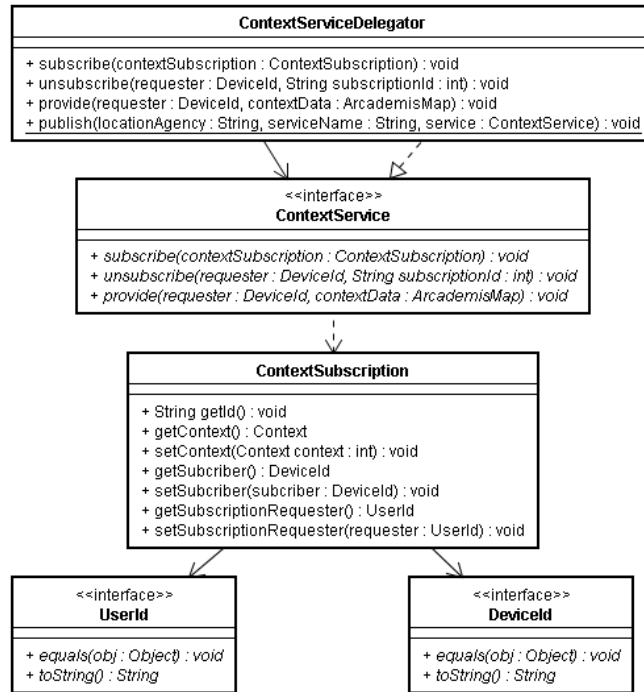 ContextServiceDelegator
+ subscribe(contextSubscription : ContextSubscription) : void
+ unsubscribe(requester : DeviceId, String subscriptionId : int) : void
+ provide(requester : DeviceId, contextData : ArcademisMap) : void
+ publish(locationAgency : String, serviceName : String, service : ContextService) : void
<<interface>>
ContextService
+ subscribe(contextSubscription : ContextSubscription) : void
+ unsubscribe(requester : DeviceId, String subscriptionId : int) : void
+ provide(requester : DeviceId, contextData : ArcademisMap) : void
ContextSubscription
+ String getId() : void
+ getContext() : Context
+ setContext(Context context : int) : void
+ getSubcriber() : DeviceId
+ setSubcriber(subcriber : DeviceId) : void
+ getSubscriptionRequester() : UserId
+ setSubscriptionRequester(requester : UserId) : void
<<interface>>
UserId
+ equals(obj : Object) : void
+ toString() : String
<<interface>>
DeviceId
+ equals(obj : Object) : void
+ toString() : String